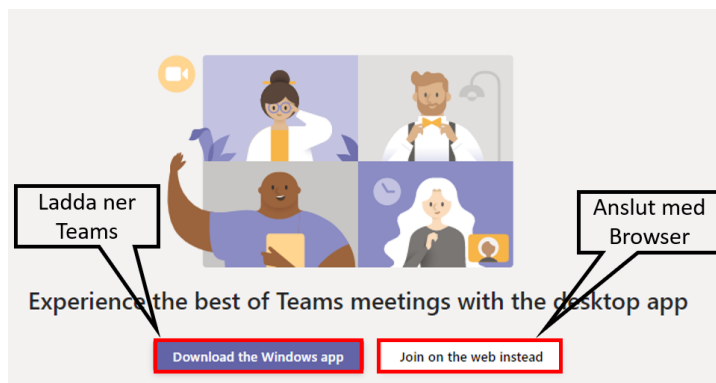 Ladda ner
Teams
Anslut med
Browser
Experience the best of Teams meetings with the desktop app
Download the Windows app
Join on the web instead